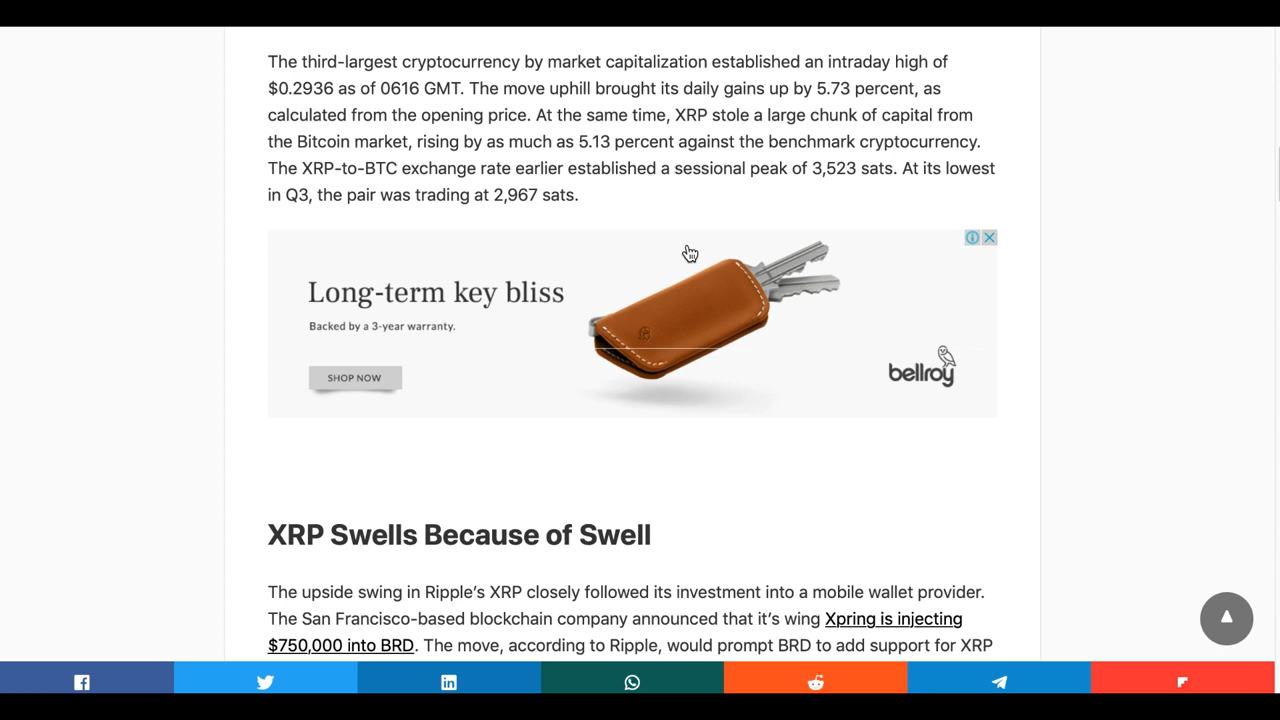 The third-largest cryptocurrency by market capitalization established an intraday high of
$0.2936 as of 0616 GMT. The move uphill brought its daily gains up by 5.73 percent, as
calculated from the opening price. At the same time, XRP stole a large chunk of capital from
the Bitcoin market, rising by as much as 5.13 percent against the benchmark cryptocurrency.
The XRP-to-BTC exchange rate earlier established a sessional peak of 3,523 sats. At its lowest
in Q3, the pair was trading at 2,967 sats.
Long-term key bliss
Backed by a 3-year warranty.
SHOP NOW
bellroy
XRP Swells Because of Swell
The upside swing in Ripple’s XRP closely followed its investment into a mobile wallet provider.
The San Francisco-based blockchain company announced that it’s wing Xpring is injecting
$750,000 into BRD. The move, according to Ripple, would prompt BRD to add support for XRP